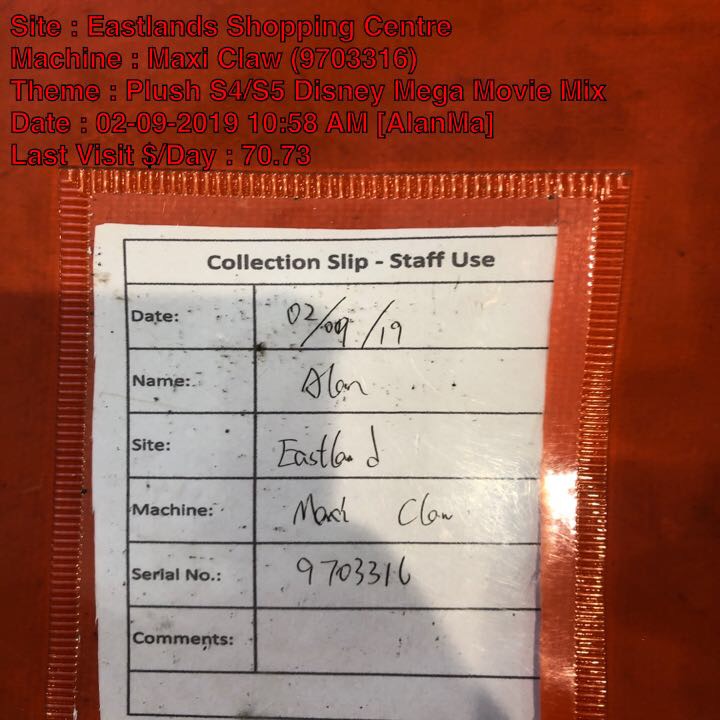 Site : Eastlands Shopping Centre
Machine : Maxi Claw (9703316)
Theme : Plush S4/S5 Disney Mega Movie Mix
Date : 02-09-2019 10:58 AM [AlanMa]
Last Visit $/Day : 70.73
Collection Slip - Staff Use
Date: 02/09/19
Name: Alan
Site: Eastland
Machine: Maxi Claw
Serial No.: 9703316
Comments: